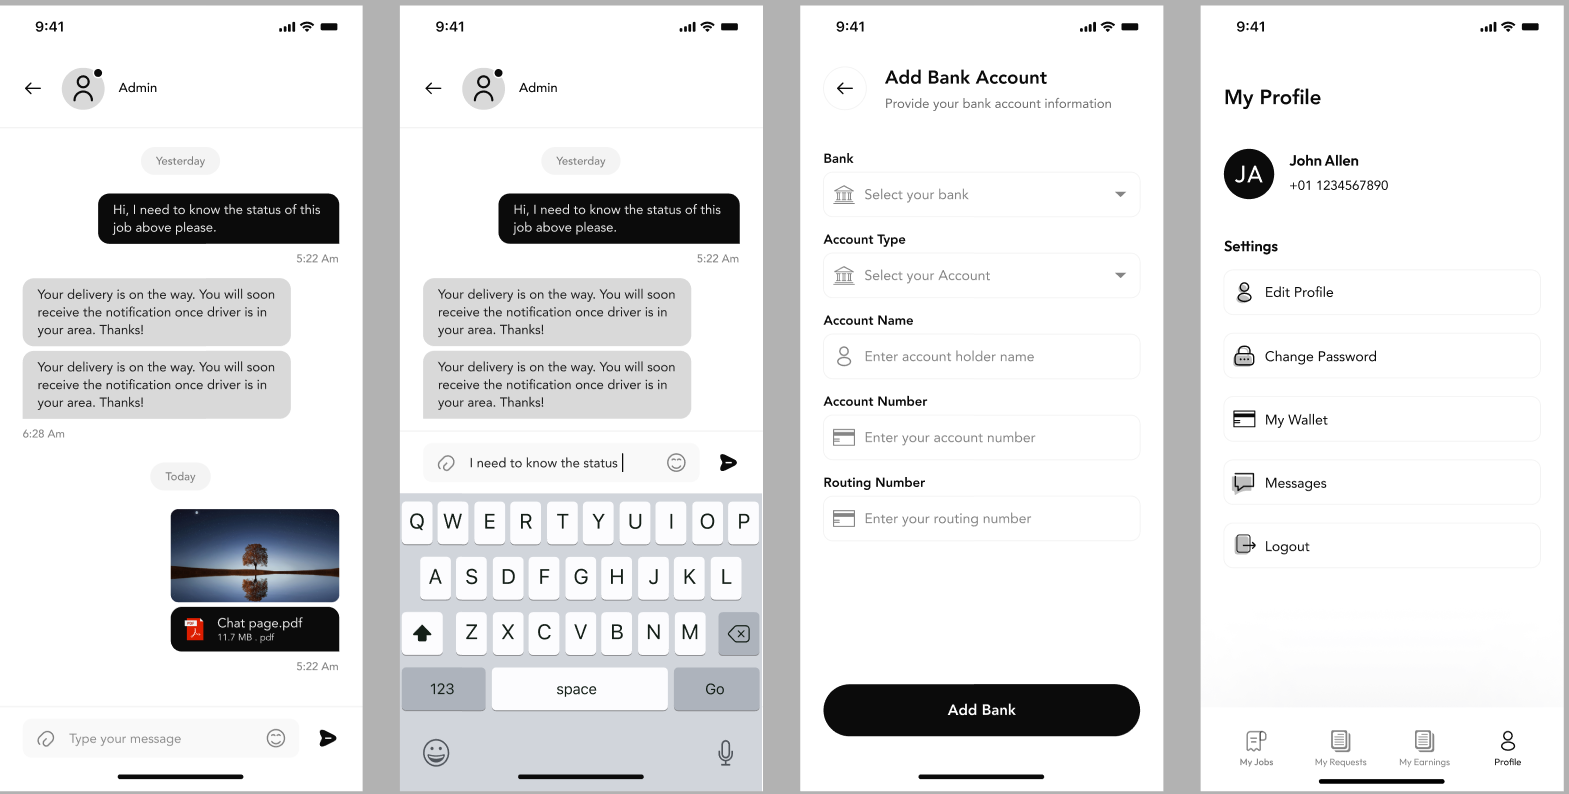 9:41
Admin
Yesterday
Hi, I need to know the status of this
job above please.
5:22 Am
Your delivery is on the way. You will soon
receive the notification once driver is in
your area. Thanks!
Your delivery is on the way. You will soon
receive the notification once driver is in
your area. Thanks!
6:28 Am
Today
PDF
Chat page.pdf
11.7 MB . pdf
5:22 Am
Type your message
9:41
Admin
Yesterday
Hi, I need to know the status of this
job above please.
5:22 Am
Your delivery is on the way. You will soon
receive the notification once driver is in
your area. Thanks!
Your delivery is on the way. You will soon
receive the notification once driver is in
your area. Thanks!
I need to know the status
Q W E R T Y U I O P
A S D F G H J K L
Z X C V B N M
123 space Go
9:41
Add Bank Account
Provide your bank account information
Bank
Select your bank
Account Type
Select your Account
Account Name
Enter account holder name
Account Number
Enter your account number
Routing Number
Enter your routing number
Add Bank
9:41
My Profile
JA
John Allen
+01 1234567890
Settings
Edit Profile
Change Password
My Wallet
Messages
Logout
My Jobs My Requests My Earnings Profile